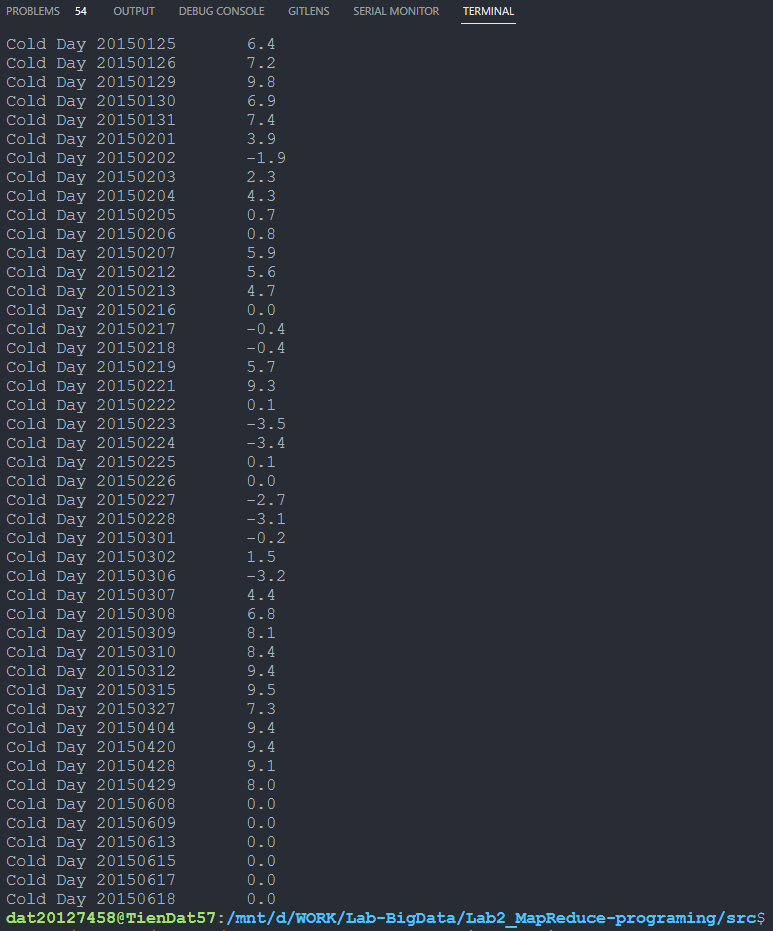 PROBLEMS 54 OUTPUT DEBUG CONSOLE GITLENS SERIAL MONITOR TERMINAL
Cold Day 20150125 6.4
Cold Day 20150126 7.2
Cold Day 20150129 9.8
Cold Day 20150130 6.9
Cold Day 20150131 7.4
Cold Day 20150201 3.9
Cold Day 20150202 -1.9
Cold Day 20150203 2.3
Cold Day 20150204 4.3
Cold Day 20150205 0.7
Cold Day 20150206 0.8
Cold Day 20150207 5.9
Cold Day 20150212 5.6
Cold Day 20150213 4.7
Cold Day 20150216 0.0
Cold Day 20150217 -0.4
Cold Day 20150218 -0.4
Cold Day 20150219 5.7
Cold Day 20150221 9.3
Cold Day 20150222 0.1
Cold Day 20150223 -3.5
Cold Day 20150224 -3.4
Cold Day 20150225 0.1
Cold Day 20150226 0.0
Cold Day 20150227 -2.7
Cold Day 20150228 -3.1
Cold Day 20150301 -0.2
Cold Day 20150302 1.5
Cold Day 20150306 -3.2
Cold Day 20150307 4.4
Cold Day 20150308 6.8
Cold Day 20150309 8.1
Cold Day 20150310 8.4
Cold Day 20150312 9.4
Cold Day 20150315 9.5
Cold Day 20150327 7.3
Cold Day 20150404 9.4
Cold Day 20150420 9.4
Cold Day 20150428 9.1
Cold Day 20150429 8.0
Cold Day 20150608 0.0
Cold Day 20150609 0.0
Cold Day 20150613 0.0
Cold Day 20150615 0.0
Cold Day 20150617 0.0
Cold Day 20150618 0.0
dat20127458@TienDat57:/mnt/d/WORK/Lab-BigData/Lab2_MapReduce-programing/src$